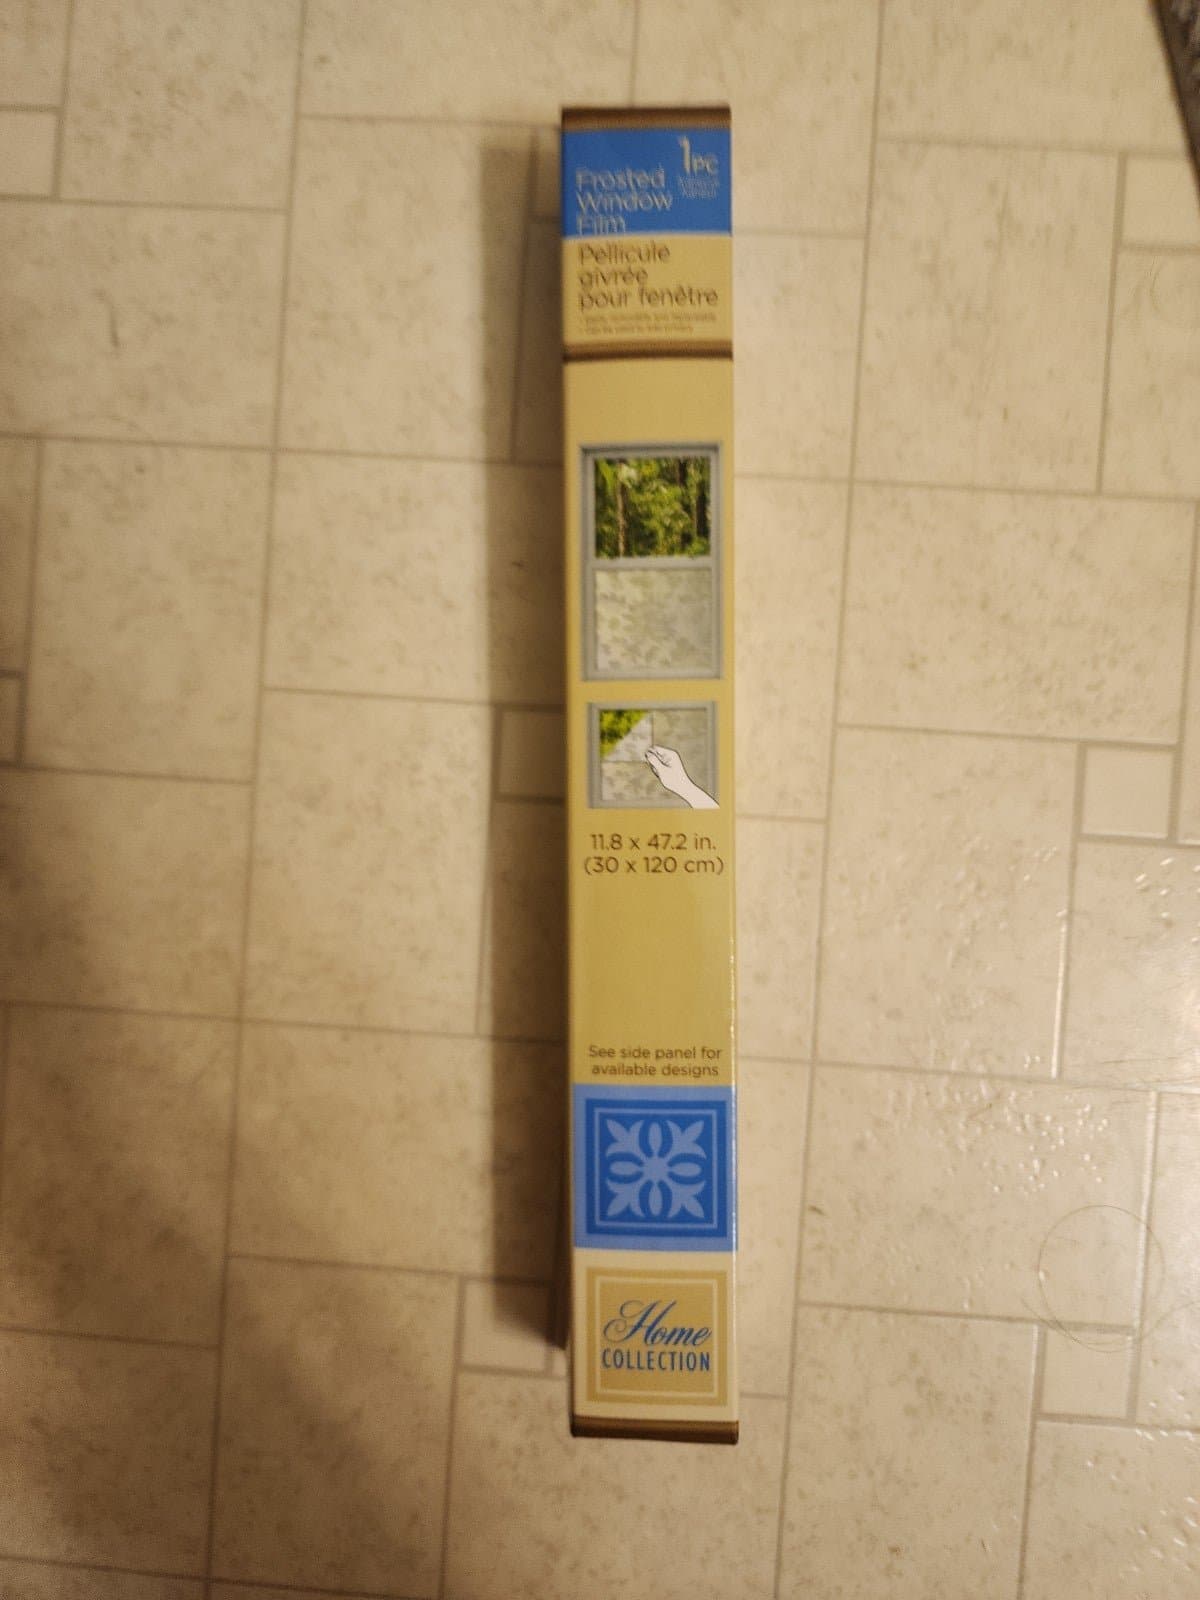 1pc
Frosted
Window
Film
Pellicule
givrée
pour fenêtre
11.8 x 47.2 in.
(30 x 120 cm)
See side panel for
available designs
Home
COLLECTION